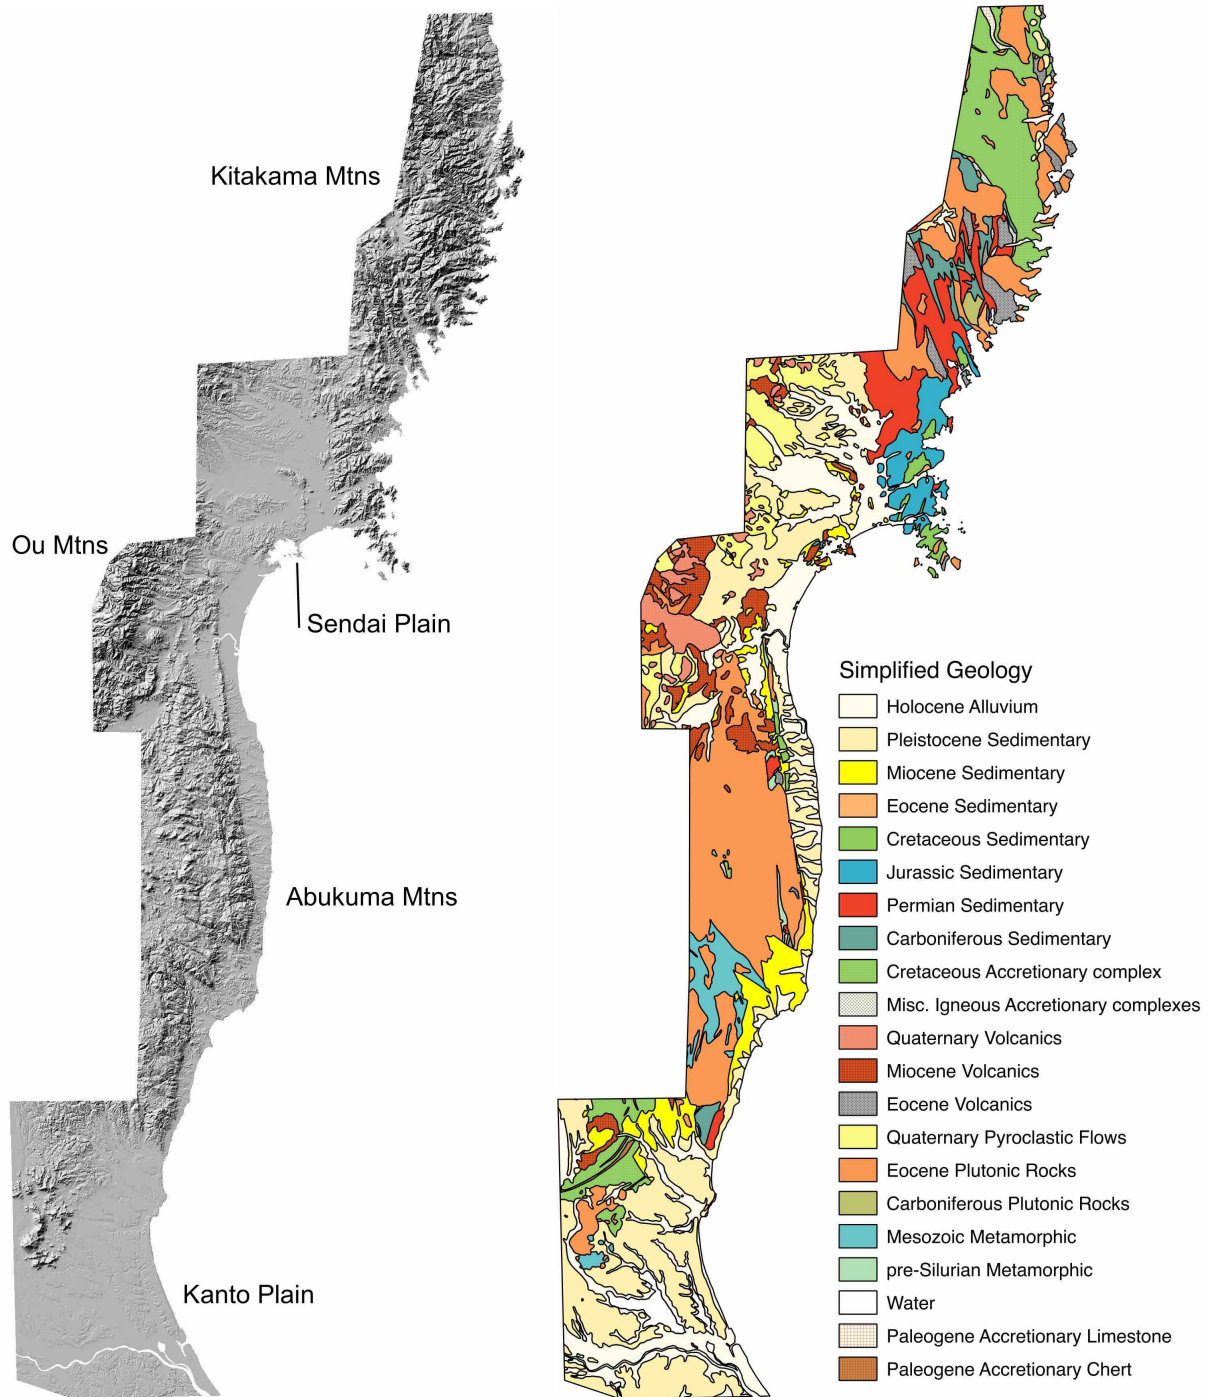 Kitakama Mtns
Ou Mtns
Sendai Plain
Abukuma Mtns
Kanto Plain
Simplified Geology
Holocene Alluvium
Pleistocene Sedimentary
Miocene Sedimentary
Eocene Sedimentary
Cretaceous Sedimentary
Jurassic Sedimentary
Permian Sedimentary
Carboniferous Sedimentary
Cretaceous Accretionary complex
Misc. Igneous Accretionary complexes
Quaternary Volcanics
Miocene Volcanics
Eocene Volcanics
Quaternary Pyroclastic Flows
Eocene Plutonic Rocks
Carboniferous Plutonic Rocks
Mesozoic Metamorphic
pre-Silurian Metamorphic
Water
Paleogene Accretionary Limestone
Paleogene Accretionary Chert